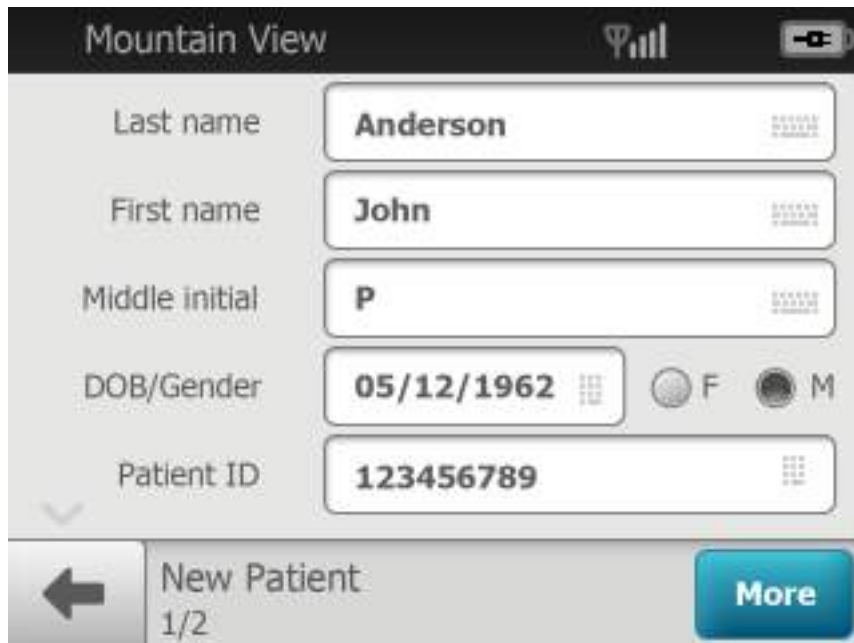 Mountain View
Last name Anderson
First name John
Middle initial P
DOB/Gender 05/12/1962 F M
Patient ID 123456789
New Patient
1/2
More